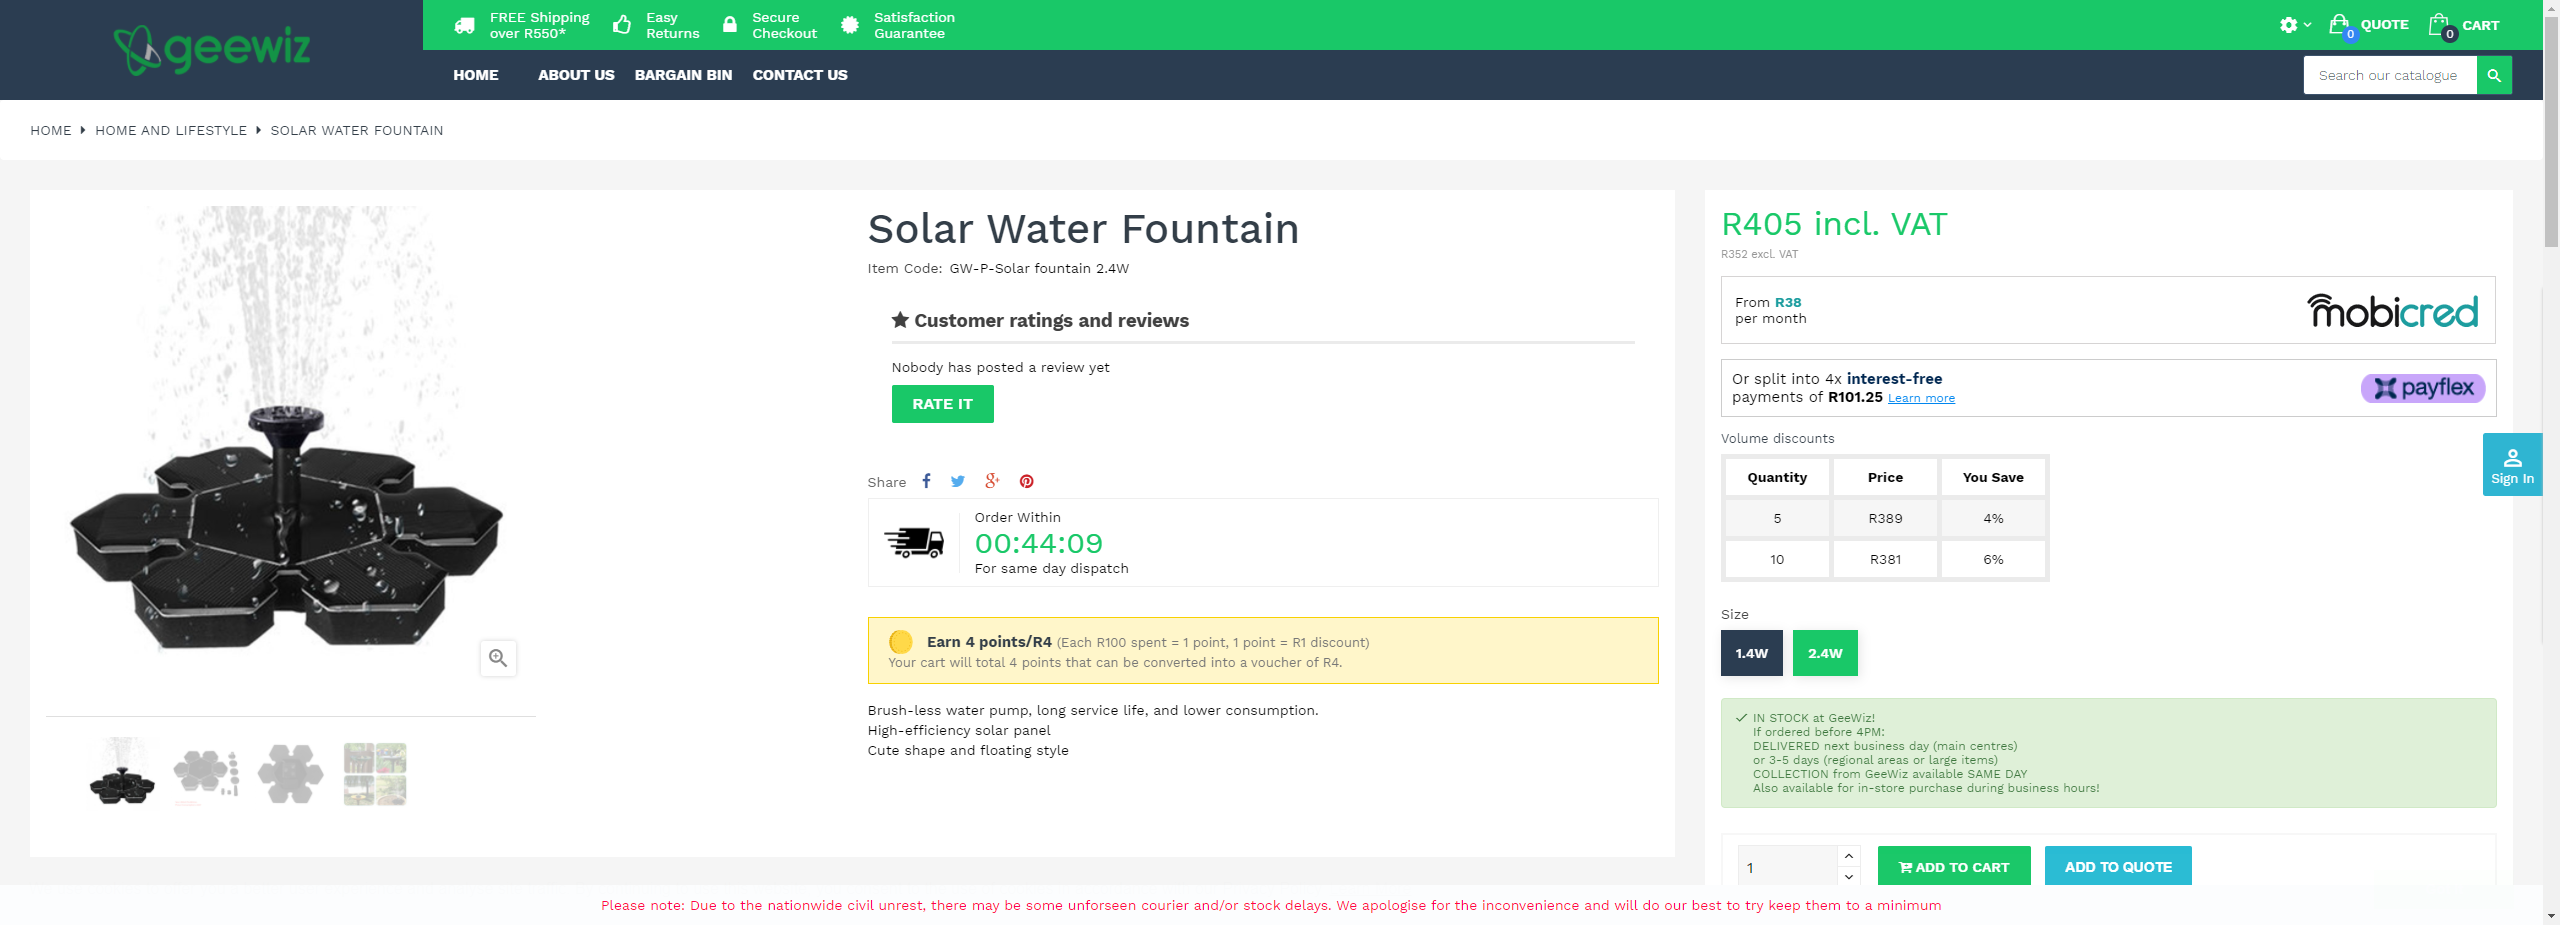 geewiz
FREE Shipping
over R550*
Easy
Returns
Secure
Checkout
Satisfaction
Guarantee
0
QUOTE
0
CART
HOME
ABOUT US
BARGAIN BIN
CONTACT US
Search our catalogue
HOME
HOME AND LIFESTYLE
SOLAR WATER FOUNTAIN
Solar Water Fountain
Item Code: GW-P-Solar fountain 2.4W
Customer ratings and reviews
Nobody has posted a review yet
RATE IT
Share
Order Within
00:44:09
For same day dispatch
Earn 4 points/R4 (Each R100 spent = 1 point, 1 point = R1 discount)
Your cart will total 4 points that can be converted into a voucher of R4.
Brush-less water pump, long service life, and lower consumption.
High-efficiency solar panel
Cute shape and floating style
R405 incl. VAT
R352 excl. VAT
From R38
per month
mobicred
Or split into 4x interest-free
payments of R101.25 Learn more
payflex
Volume discounts
Quantity Price You Save
5 R389 4%
10 R381 6%
Sign In
Size
1.4W
2.4W
IN STOCK at GeeWiz!
If ordered before 4PM:
DELIVERED next business day (main centres)
or 3-5 days (regional areas or large items)
COLLECTION from GeeWiz available SAME DAY
Also available for in-store purchase during business hours!
1
ADD TO CART
ADD TO QUOTE
Please note: Due to the nationwide civil unrest, there may be some unforseen courier and/or stock delays. We apologise for the inconvenience and will do our best to try keep them to a minimum